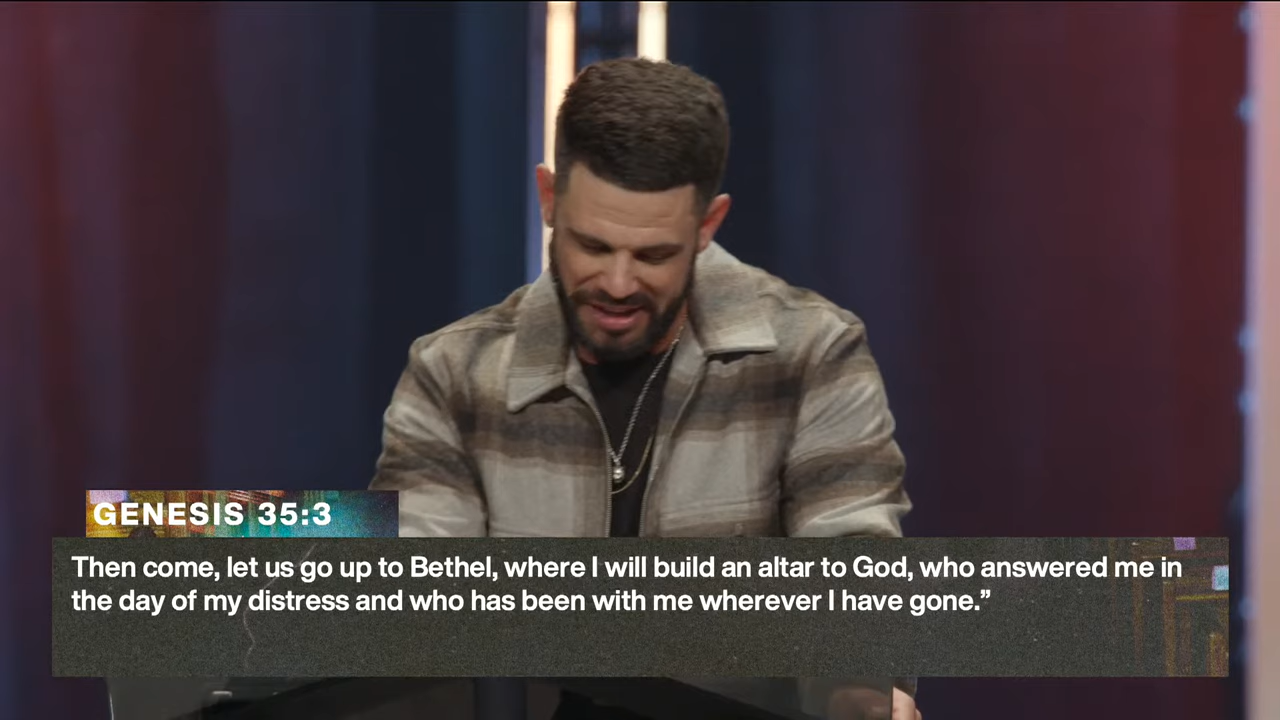 GENESIS 35:3
Then come, let us go up to Bethel, where I will build an altar to God, who answered me in
the day of my distress and who has been with me wherever I have gone.”